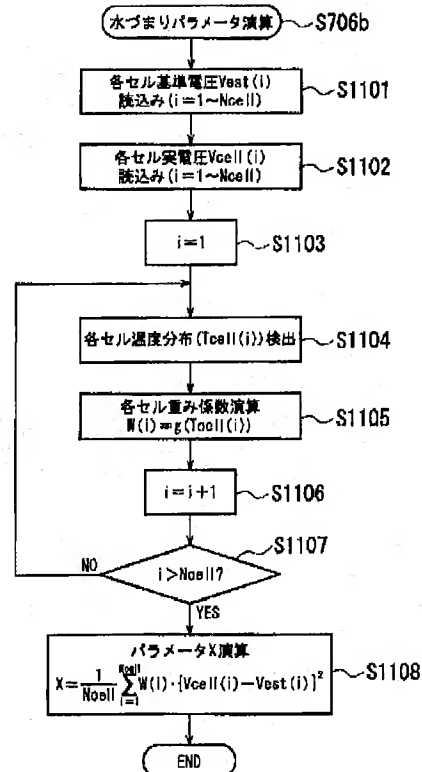 水づまりパラメータ演算
S706b
各セル基準電圧Vest(i)
読込み(i=1~Ncell)
S1101
各セル実電圧Vcell(i)
読込み(i=1~Ncell)
S1102
i=1
S1103
各セル温度分布(Tcell(i))検出
S1104
各セル重み係数演算
W(i)=g(Tcell(i))
S1105
i=i+1
S1106
S1107
NO
i>Ncell?
YES
パラメータX演算
X=1/Ncell Ncell∑i=1 W(i)・{Vcell(i)-Vest(i)}²
S1108
END